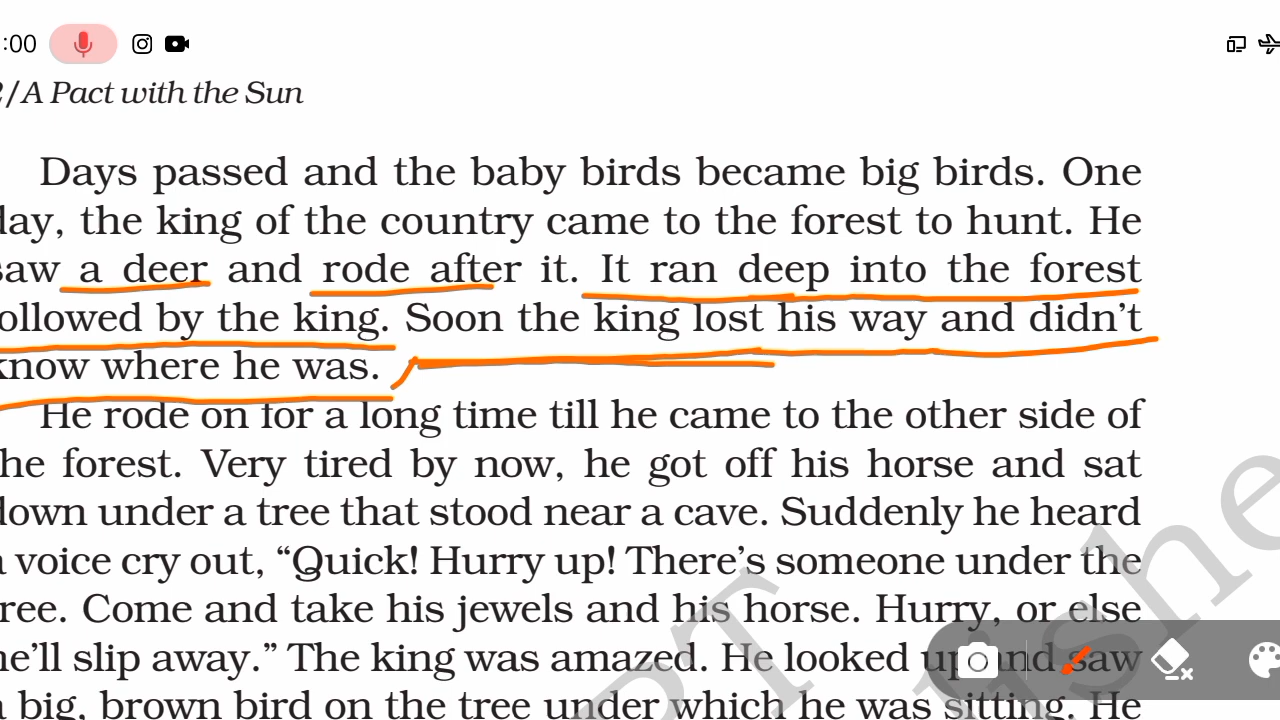 :00
2/A Pact with the Sun
Days passed and the baby birds became big birds. One
day, the king of the country came to the forest to hunt. He
saw a deer and rode after it. It ran deep into the forest
ollowed by the king. Soon the king lost his way and didn't
know where he was.
He rode on for a long time till he came to the other side of
he forest. Very tired by now, he got off his horse and sat
down under a tree that stood near a cave. Suddenly he heard
a voice cry out, “Quick! Hurry up! There's someone under the
ree. Come and take his jewels and his horse. Hurry, or else
he'll slip away.” The king was amazed. He looked up and saw
a big, brown bird on the tree under which he was sitting. He